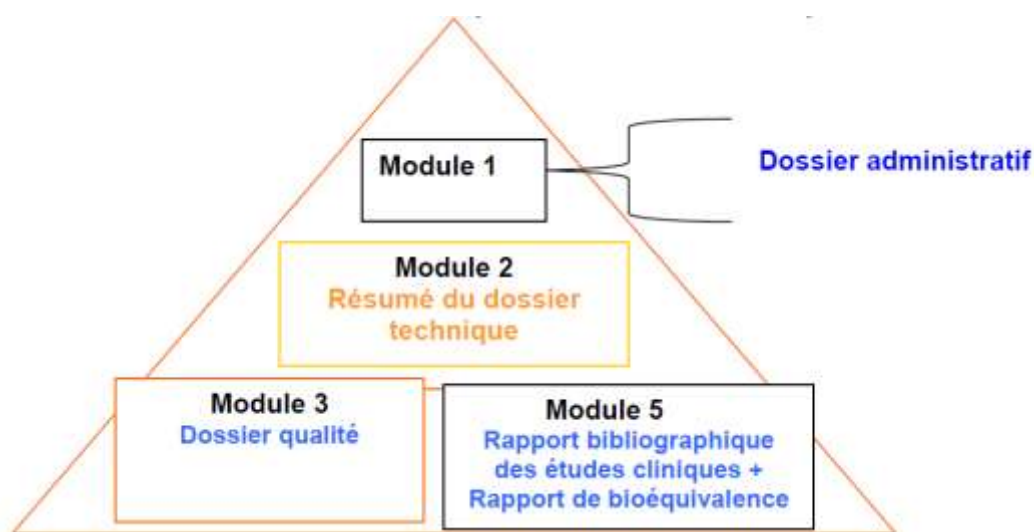 Module 1
Dossier administratif
Module 2
Résumé du dossier
technique
Module 3
Dossier qualité
Module 5
Rapport bibliographique
des études cliniques +
Rapport de bioéquivalence